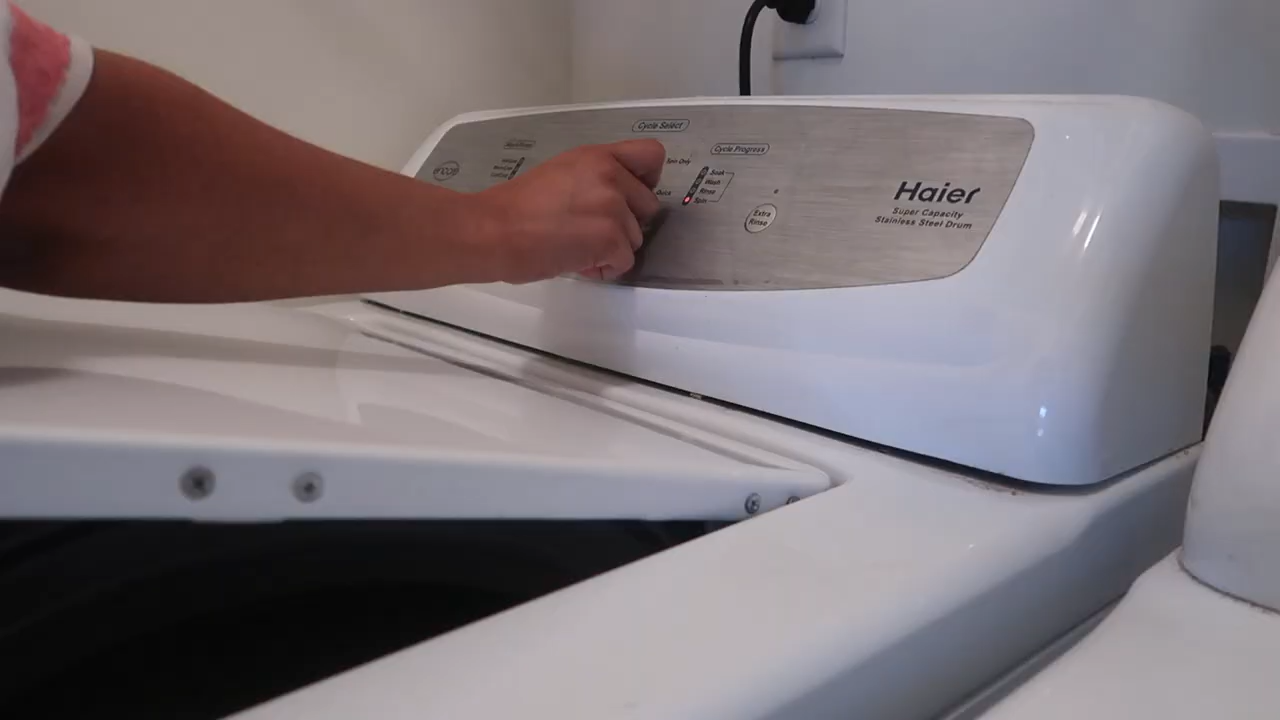 Cycle Select
Cycle Progress
Spin Only
Soak
Wash
Rinse
Spin
Quick
Extra
Rinse
Haier
Super Capacity
Stainless Steel Drum